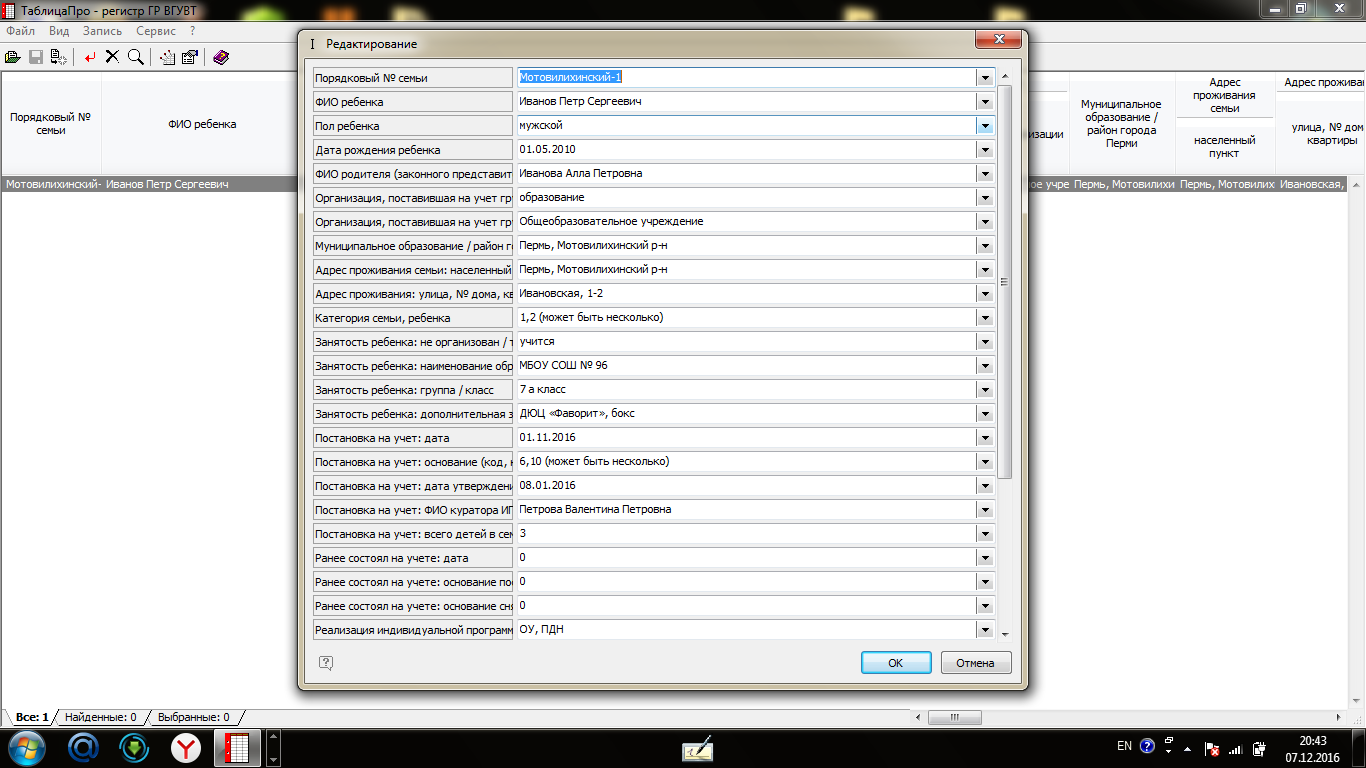 ТаблицаПро - регистр ГР ВГУВТ
Файл Вид Запись Сервис ?
Порядковый № семьи
ФИО ребенка
изации
Муниципальное образование / район города Перми
Адрес проживания семьи
населенный пункт
Адрес прожива
улица, № дом квартиры
Мотовилихинский- Иванов Петр Сергеевич
ое учре Пермь, Мотовилихи Пермь, Мотовилих Ивановская,
Редактирование
Порядковый № семьи Мотовилихинский-1
ФИО ребенка Иванов Петр Сергеевич
Пол ребенка мужской
Дата рождения ребенка 01.05.2010
ФИО родителя (законного представит Иванова Алла Петровна
Организация, поставившая на учет гр образование
Организация, поставившая на учет гр Общеобразовательное учреждение
Муниципальное образование / район г Пермь, Мотовилихинский р-н
Адрес проживания семьи: населенный Пермь, Мотовилихинский р-н
Адрес проживания: улица, № дома, кв Ивановская, 1-2
Категория семьи, ребенка 1,2 (может быть несколько)
Занятость ребенка: не организован / т учится
Занятость ребенка: наименование обр МБОУ СОШ № 96
Занятость ребенка: группа / класс 7 а класс
Занятость ребенка: дополнительная з ДЮЦ «Фаворит», бокс
Постановка на учет: дата 01.11.2016
Постановка на учет: основание (код, н 6,10 (может быть несколько)
Постановка на учет: дата утверждени 08.01.2016
Постановка на учет: ФИО куратора ИП Петрова Валентина Петровна
Постановка на учет: всего детей в сем 3
Ранее состоял на учете: дата 0
Ранее состоял на учете: основание пос 0
Ранее состоял на учете: основание сня 0
Реализация индивидуальной программ ОУ, ПДН
OK Отмена
Все: 1 Найденные: 0 Выбранные: 0
EN
20:43
07.12.2016